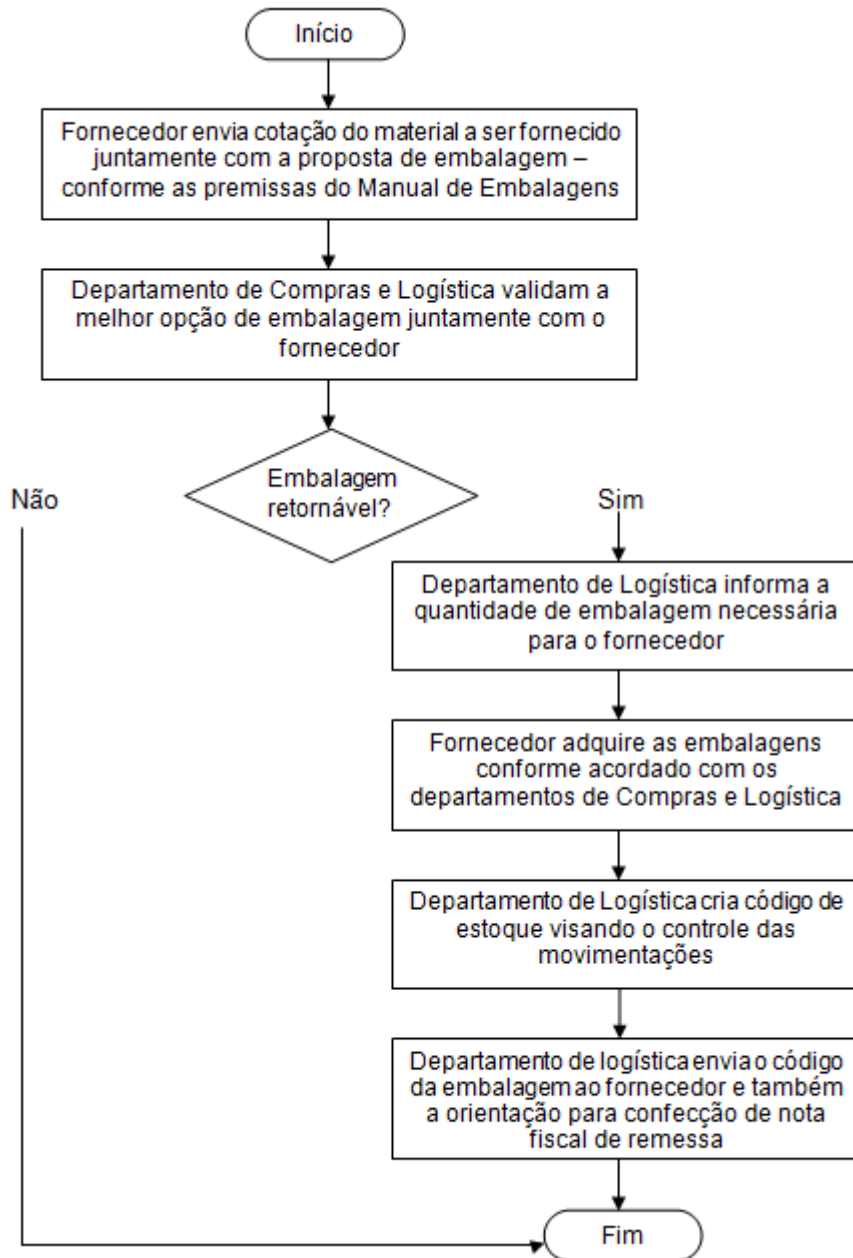 Início
Fornecedor envia cotação do material a ser fornecido
juntamente com a proposta de embalagem –
conforme as premissas do Manual de Embalagens
Departamento de Compras e Logística validam a
melhor opção de embalagem juntamente com o
fornecedor
Embalagem
retornável?
Não
Sim
Departamento de Logística informa a
quantidade de embalagem necessária
para o fornecedor
Fornecedor adquire as embalagens
conforme acordado com os
departamentos de Compras e Logística
Departamento de Logística cria código de
estoque visando o controle das
movimentações
Departamento de logística envia o código
da embalagem ao fornecedor e também
a orientação para confecção de nota
fiscal de remessa
Fim